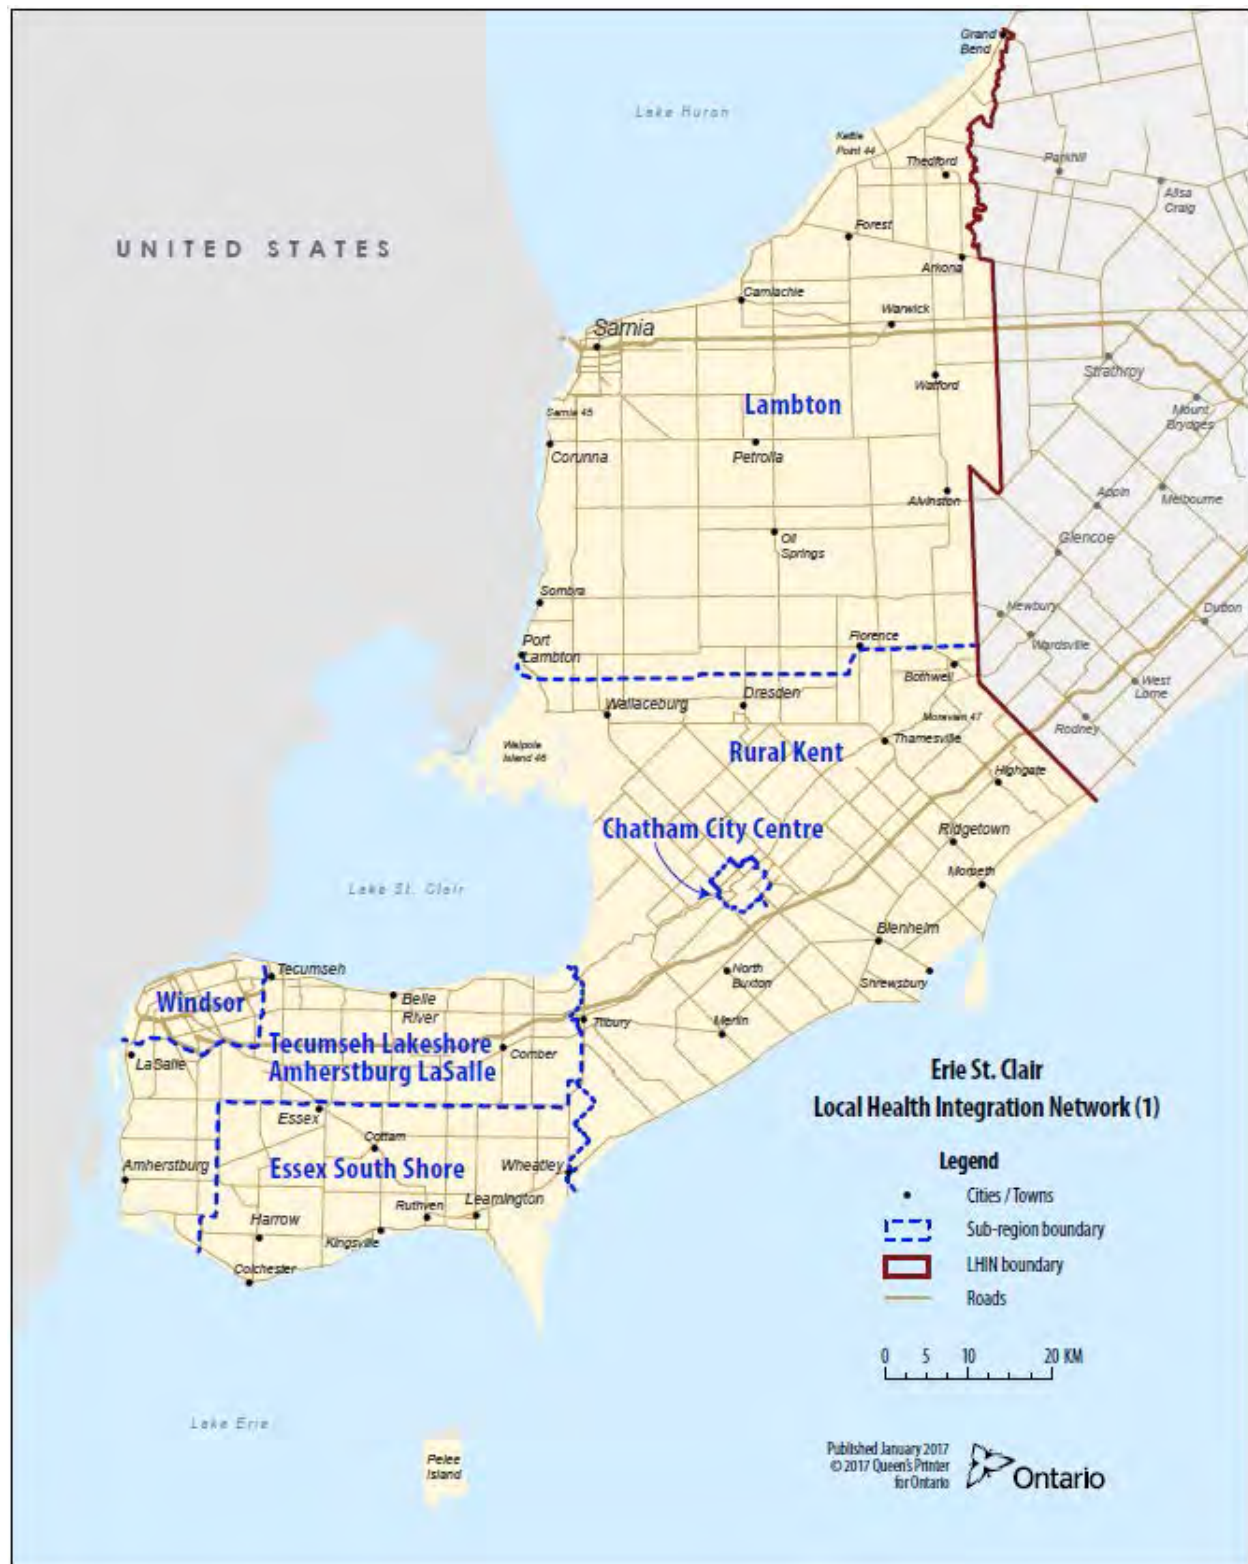 Grand
Bend
Lake Huron
Kettle
Point 44
Thedford
Parkhill
Ailsa
Craig
UNITED STATES
Forest
Arkona
Camlachie
Warwick
Sarnia
Strathroy
Watford
Mount
Brydges
Lambton
Sarnia 45
Corunna
Petrolia
Alvinston
Appin
Melbourne
Oil
Springs
Glencoe
Sombra
Newbury
Dutton
Port
Lambton
Florence
Wardsville
Bothwell
West
Lorne
Dresden
Wallaceburg
Moravian 47
Rodney
Walpole
Island 46
Rural Kent
Thamesville
Highgate
Chatham City Centre
Ridgetown
Morpeth
Lake St. Clair
Blenheim
Tecumseh
North
Buxton
Shrewsbury
Windsor
Belle
River
Tilbury
Merlin
Tecumseh Lakeshore
Amherstburg LaSalle
Comber
LaSalle
Essex
Cottam
Amherstburg
Essex South Shore
Wheatley
Leamington
Ruthven
Harrow
Kingsville
Colchester
Erie St. Clair
Local Health Integration Network (1)
Legend
Cities / Towns
Sub-region boundary
LHIN boundary
Roads
0 5 10 20 KM
Lake Erie
Pelee
Island
Published January 2017
© 2017 Queen's Printer
for Ontario
Ontario